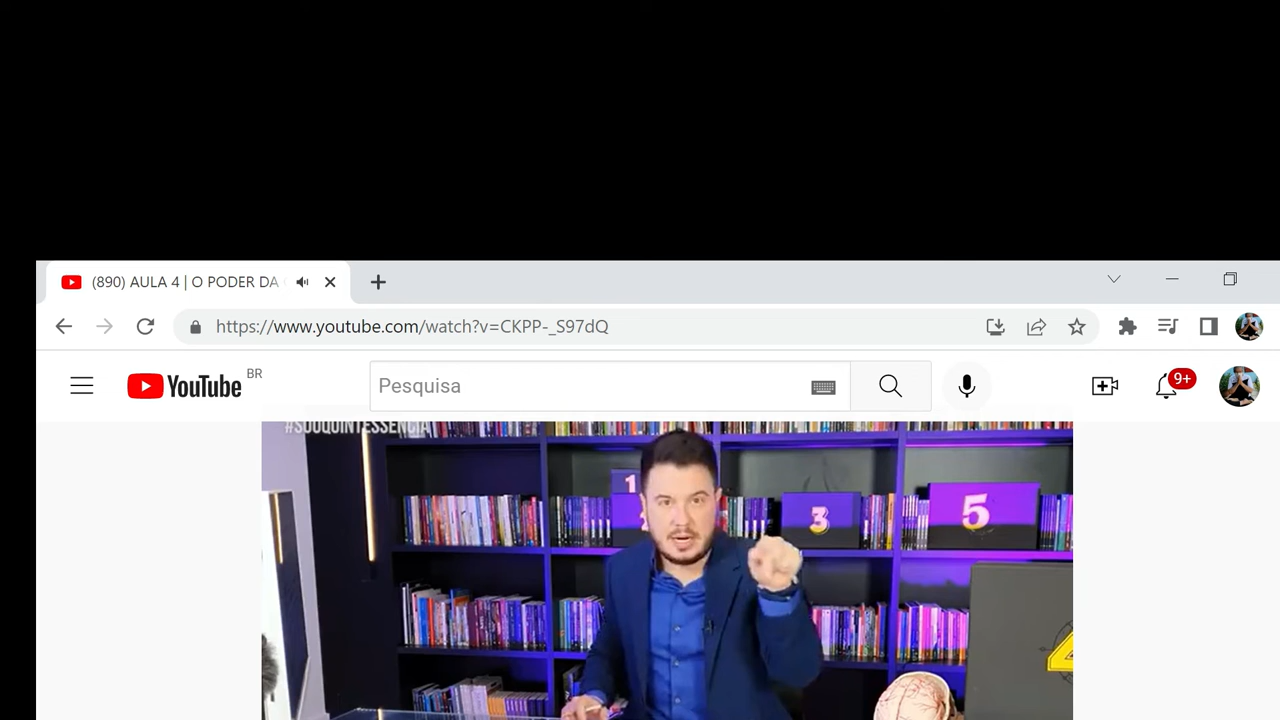 (890) AULA 4 | O PODER DA
https://www.youtube.com/watch?v=CKPP-_S97dQ
YouTube BR
Pesquisa
9+
#SOUQUINTESSÊNCIA
1
3
5